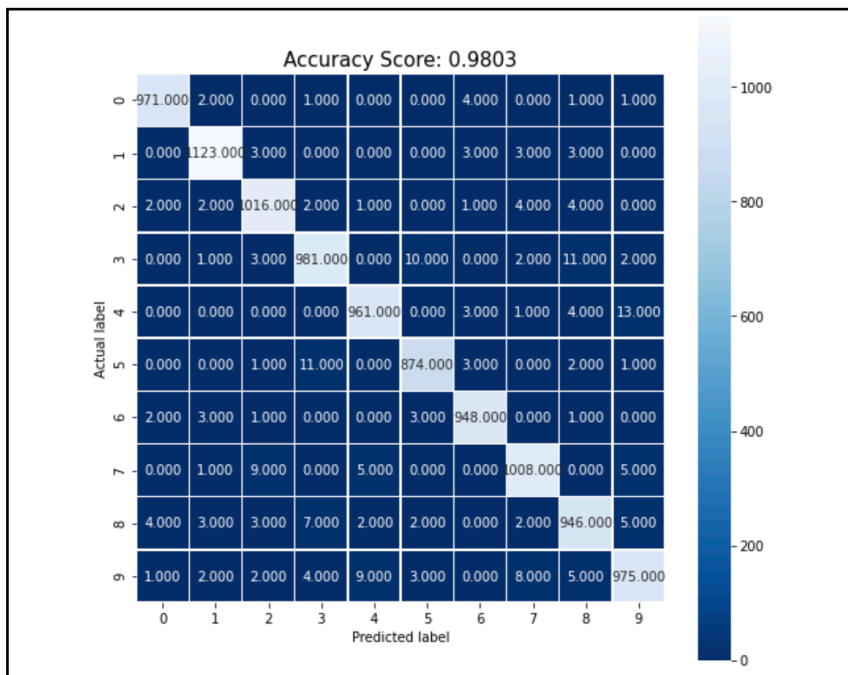 Accuracy Score: 0.9803
0 971.000 2.000 0.000 1.000 0.000 0.000 4.000 0.000 1.000 1.000
1 1123.000 3.000 0.000 0.000 0.000 3.000 3.000 3.000 0.000
0.000
2 2.000 2.000 1016.000 2.000 1.000 0.000 1.000 4.000 4.000 0.000
3 0.000 1.000 3.000 981.000 0.000 10.000 0.000 2.000 11.000 2.000
4 0.000 0.000 0.000 0.000 961.000 0.000 3.000 1.000 4.000 13.000
5 0.000 0.000 1.000 11.000 0.000 874.000 3.000 0.000 2.000 1.000
6 2.000 3.000 1.000 0.000 0.000 3.000 948.000 0.000 1.000 0.000
7 0.000 1.000 9.000 0.000 5.000 0.000 0.000 1008.000 0.000 5.000
8 4.000 3.000 3.000 7.000 2.000 2.000 0.000 2.000 946.000 5.000
9 1.000 2.000 2.000 4.000 9.000 3.000 0.000 8.000 5.000 975.000
0 1 2 3 4 5 6 7 8 9
Predicted label
Actual label
1000
800
600
400
200
0